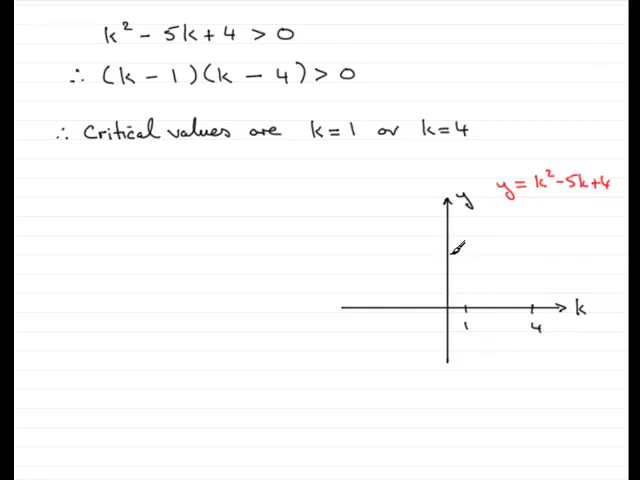 k² - 5k + 4 > 0
∴ (k - 1)(k - 4) > 0
∴ Critical values are k = 1 or k = 4
y = k² - 5k + 4
y
k
1 4